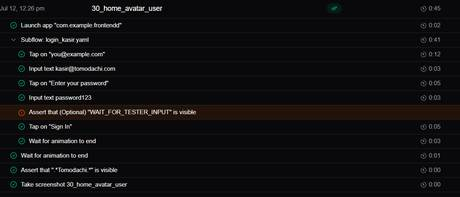 Jul 12, 12:26 pm 30_home_avatar_user 0:45
Launch app "com.example.frontendd" 0:02
Subflow: login_kasir.yaml 0:41
Tap on "you@example.com" 0:12
Input text kasir@tomodachi.com 0:03
Tap on "Enter your password" 0:05
Input text password123 0:03
Assert that (Optional) "WAIT_FOR_TESTER_INPUT" is visible
Tap on "Sign In" 0:05
Wait for animation to end 0:03
Wait for animation to end 0:01
Assert that ".*Tomodachi.*" is visible 0:00
Take screenshot 30_home_avatar_user 0:00